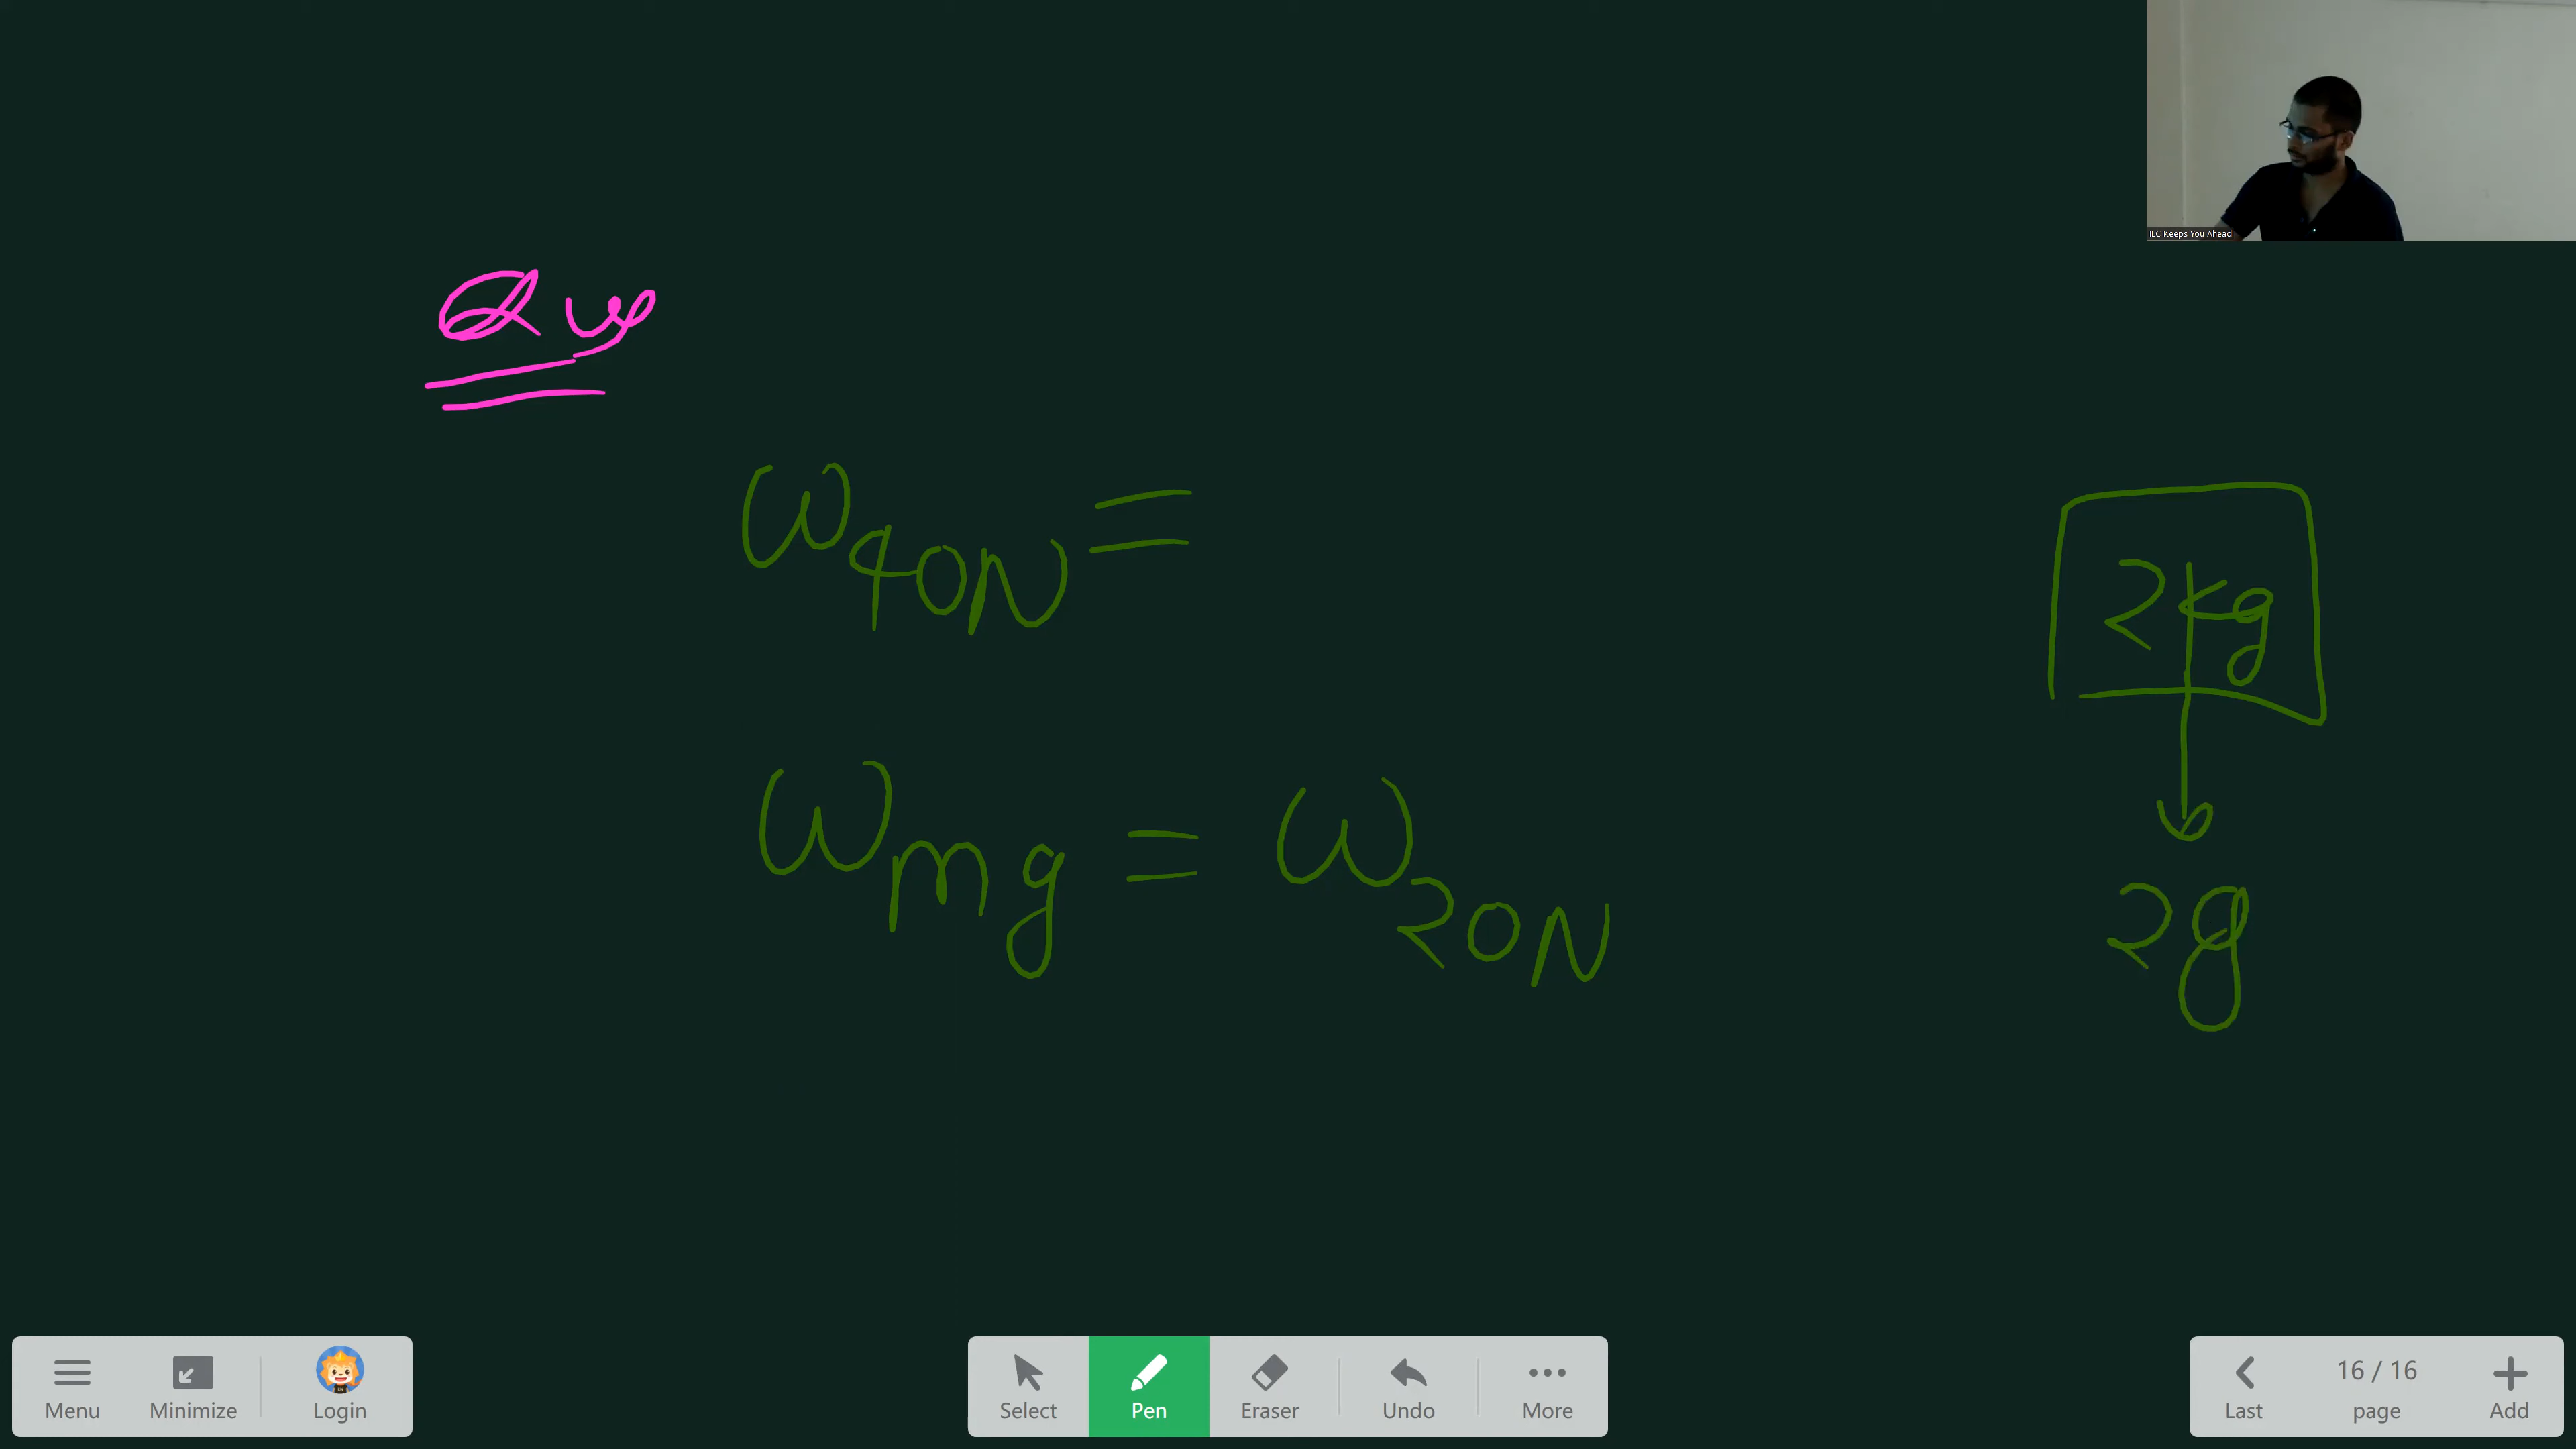 ILC Keeps You Ahead
Que
W40N =
2kg
Wmg = W20N
2g
Menu
Minimize
Login
Select
Pen
Eraser
Undo
More
Last
16 / 16
page
Add